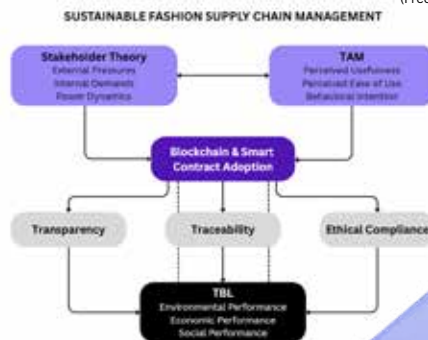 SUSTAINABLE FASHION SUPPLY CHAIN MANAGEMENT
Stakeholder Theory
External Pressures
Internal Demands
Power Dynamics
TAM
Perceived Usefulness
Perceived Ease of Use
Behavioral Intention
Blockchain & Smart
Contract Adoption
Transparency
Traceability
Ethical Compliance
TBL
Environmental Performance
Economic Performance
Social Performance